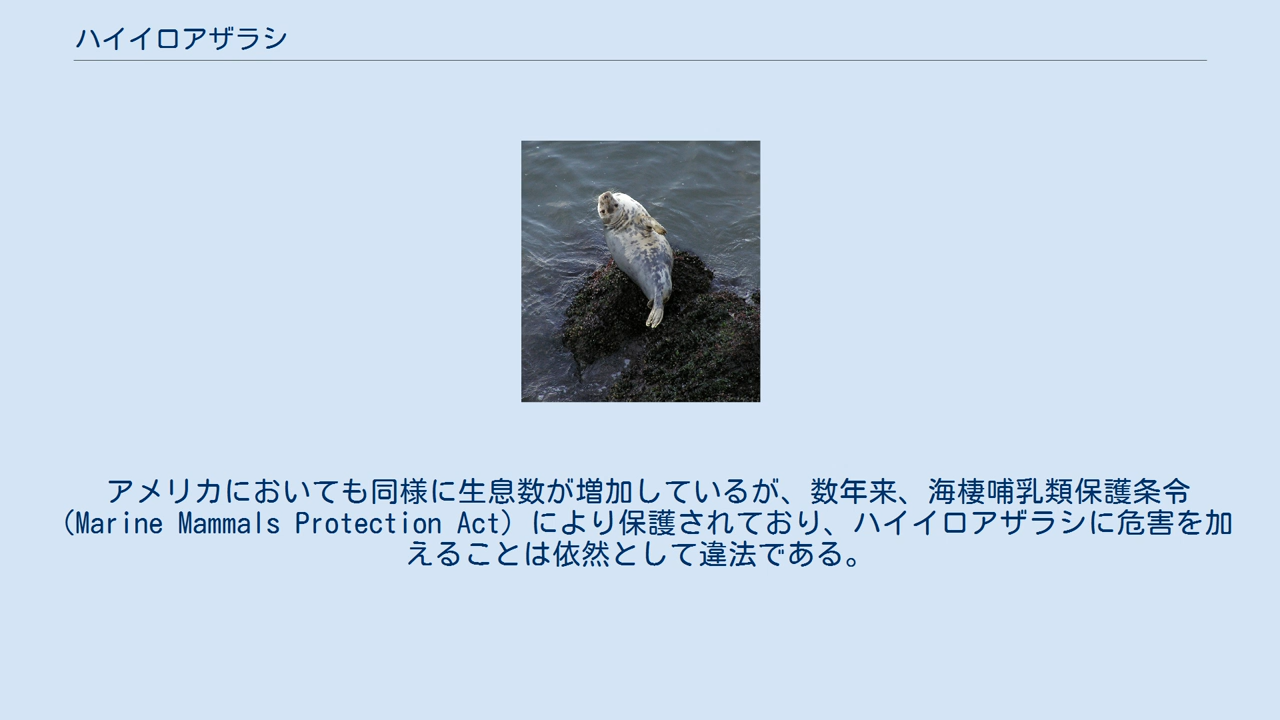 ハイイロアザラシ
アメリカにおいても同様に生息数が増加しているが、数年来、海棲哺乳類保護条令
(Marine Mammals Protection Act) により保護されており、ハイイロアザラシに危害を加
えることは依然として違法である。